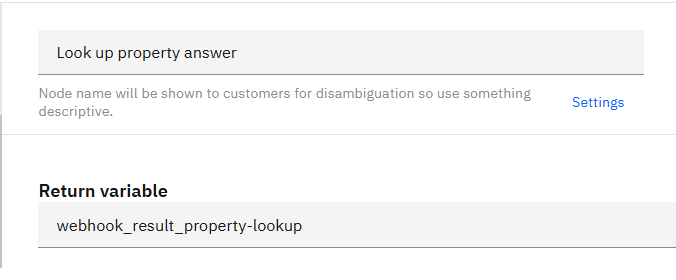 Look up property answer
Node name will be shown to customers for disambiguation so use something
descriptive.
Settings
Return variable
webhook_result_property-lookup